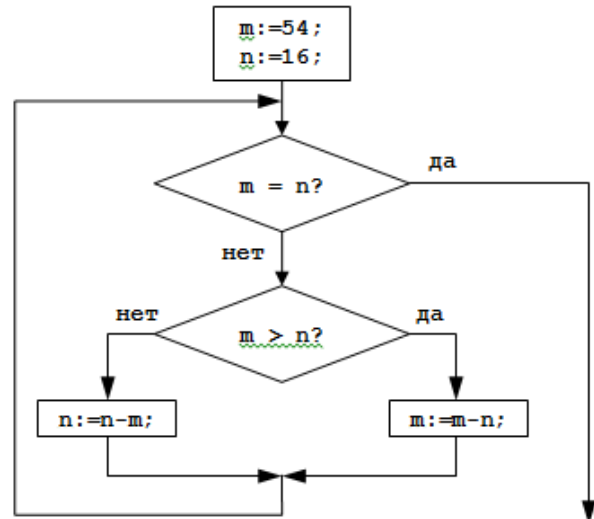 m:=54;
n:=16;
m = n?
да
нет
нет
m > n?
да
n:=n-m;
m:=m-n;